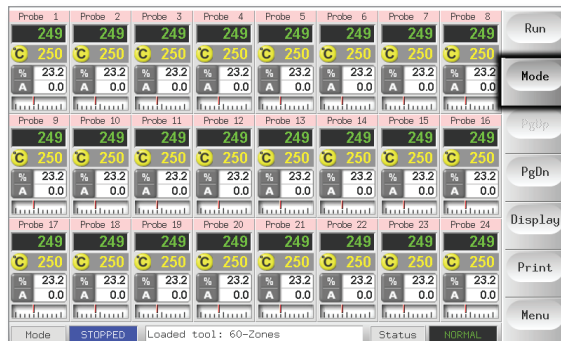 Probe 1 Probe 2 Probe 3 Probe 4 Probe 5 Probe 6 Probe 7 Probe 8
249 249 249 249 249 249 249 249
°C 250 °C 250 °C 250 °C 250 °C 250 °C 250 °C 250 °C 250
% 23.2 % 23.2 % 23.2 % 23.2 % 23.2 % 23.2 % 23.2 % 23.2
A 0.0 A 0.0 A 0.0 A 0.0 A 0.0 A 0.0 A 0.0 A 0.0
Probe 9 Probe 10 Probe 11 Probe 12 Probe 13 Probe 14 Probe 15 Probe 16
249 249 249 249 249 249 249 249
°C 250 °C 250 °C 250 °C 250 °C 250 °C 250 °C 250 °C 250
% 23.2 % 23.2 % 23.2 % 23.2 % 23.2 % 23.2 % 23.2 % 23.2
A 0.0 A 0.0 A 0.0 A 0.0 A 0.0 A 0.0 A 0.0 A 0.0
Probe 17 Probe 18 Probe 19 Probe 20 Probe 21 Probe 22 Probe 23 Probe 24
249 249 249 249 249 249 249 249
°C 250 °C 250 °C 250 °C 250 °C 250 °C 250 °C 250 °C 250
% 23.2 % 23.2 % 23.2 % 23.2 % 23.2 % 23.2 % 23.2 % 23.2
A 0.0 A 0.0 A 0.0 A 0.0 A 0.0 A 0.0 A 0.0 A 0.0
Mode STOPPED Loaded tool: 60-Zones Status NORMAL
Run
Mode
PgUp
PgDn
Display
Print
Menu